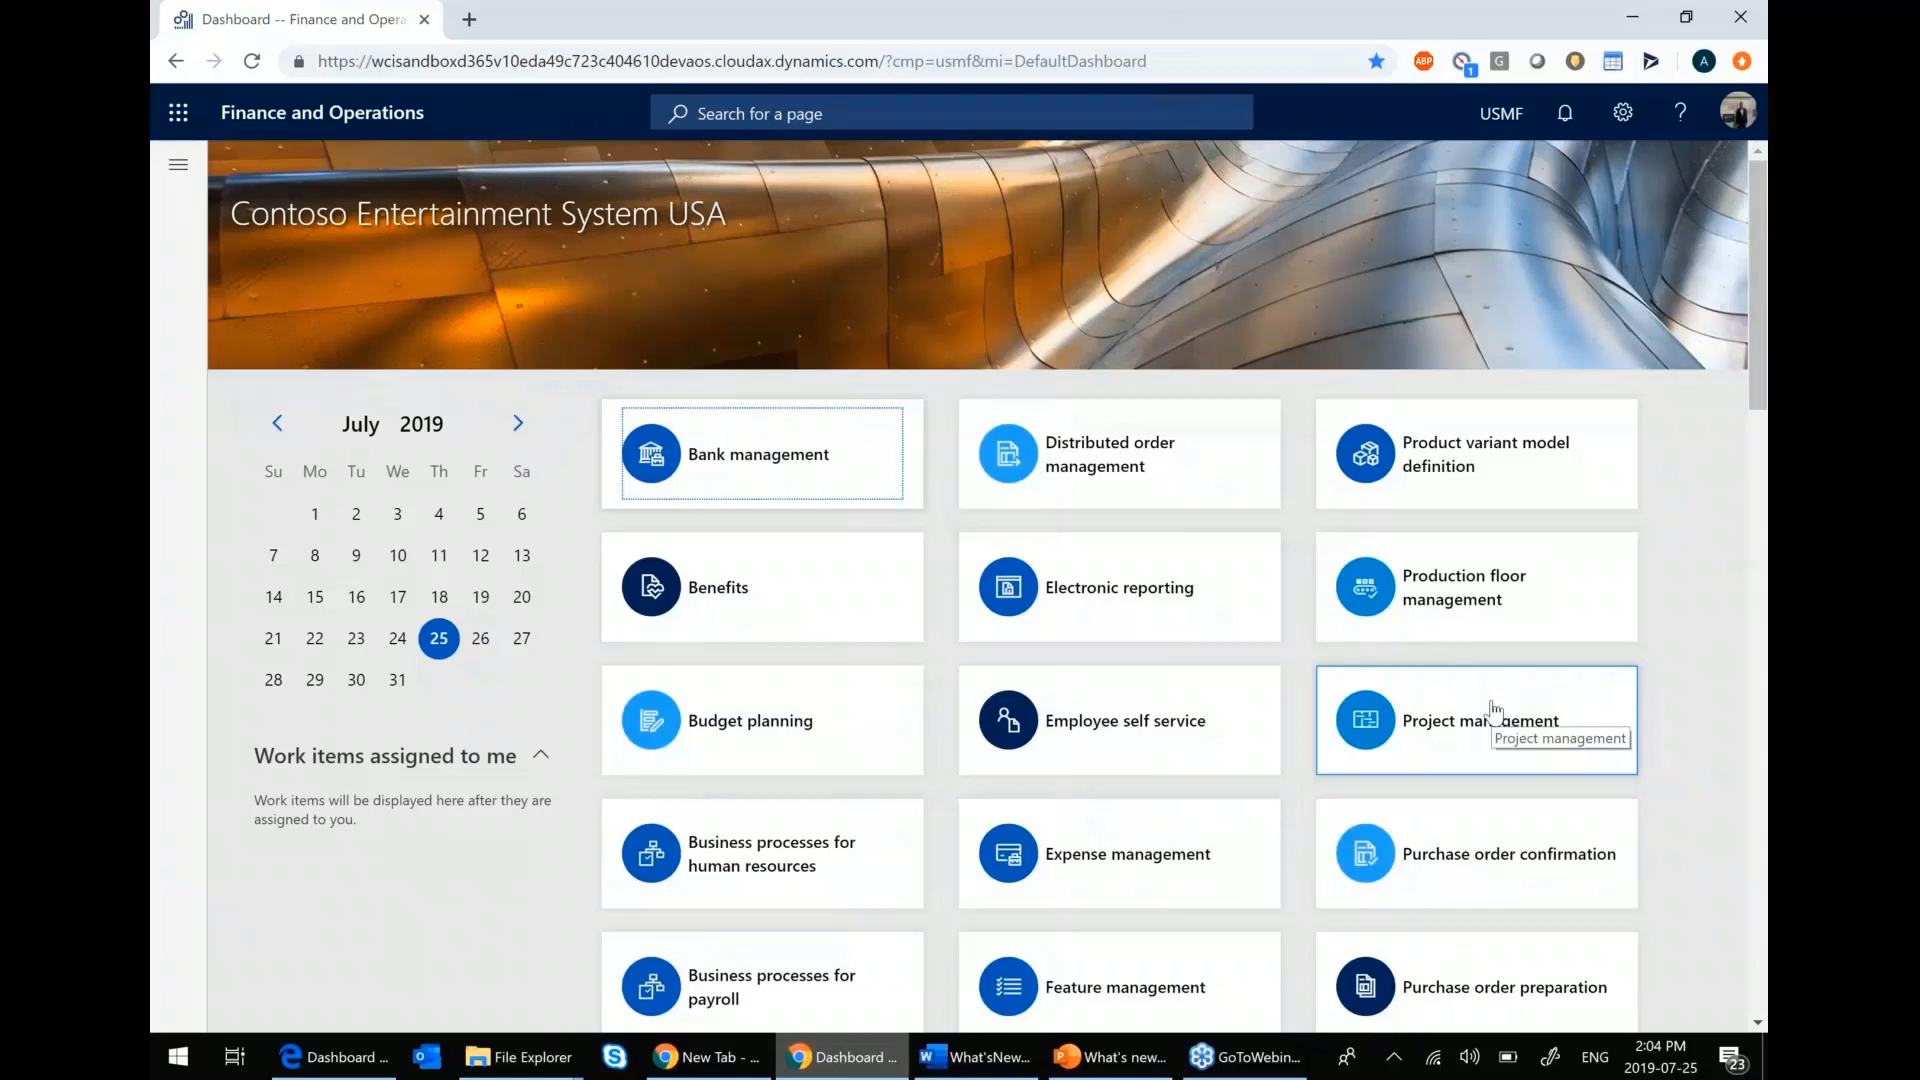 Dashboard -- Finance and Opera
https://wcisandboxd365v10eda49c723c404610devaos.cloudax.dynamics.com/?cmp=usmf&mi=DefaultDashboard
ABP
1
G
A
Finance and Operations
Search for a page
USMF
?
Contoso Entertainment System USA
July 2019
Su Mo Tu We Th Fr Sa
1 2 3 4 5 6
7 8 9 10 11 12 13
14 15 16 17 18 19 20
21 22 23 24 25 26 27
28 29 30 31
Work items assigned to me
Work items will be displayed here after they are
assigned to you.
Bank management
Distributed order
management
Product variant model
definition
Benefits
Electronic reporting
Production floor
management
Budget planning
Employee self service
Project management
Project management
Business processes for
human resources
Expense management
Purchase order confirmation
Business processes for
payroll
Feature management
Purchase order preparation
Dashboard ...
File Explorer
New Tab - ...
Dashboard ...
What'sNew...
What's new...
GoToWebin...
ENG
2:04 PM
2019-07-25
23